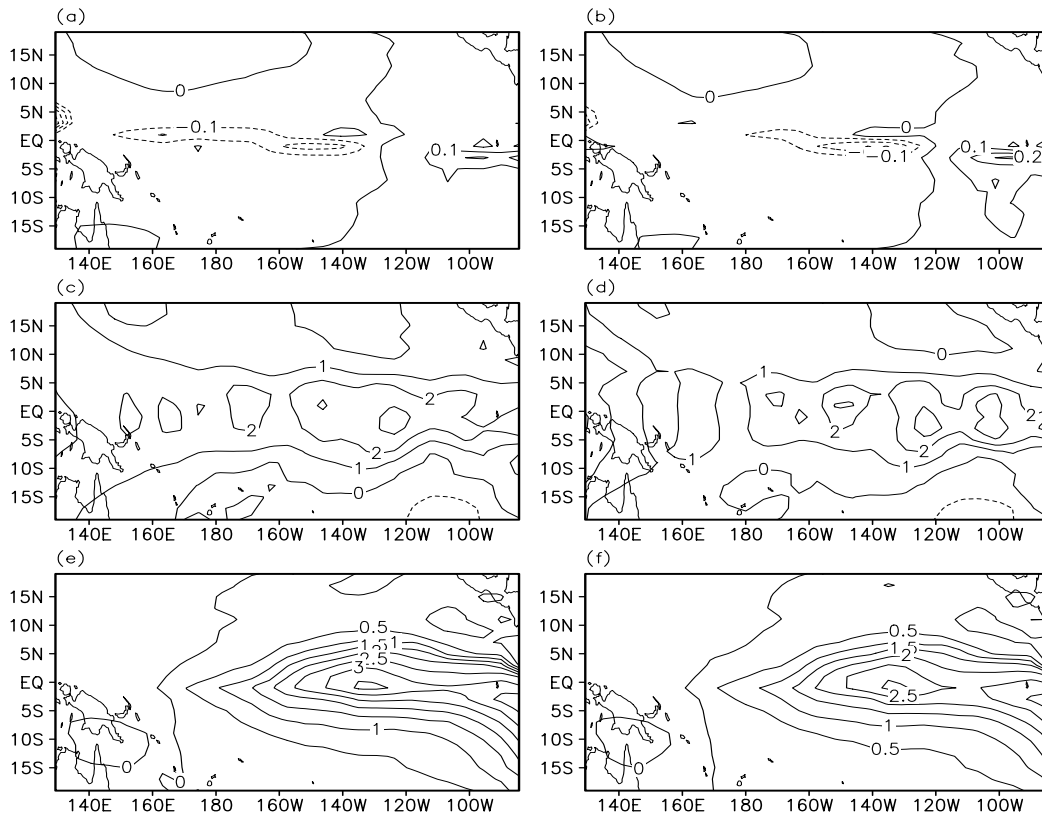 (a) (b)
15N 15N
10N 0 10N 0
5N 0.1 5N 0
EQ 0.1 EQ 0.1
5S 5S −0.1 0.2
10S 10S
15S 15S
140E 160E 180 160W 140W 120W 100W 140E 160E 180 160W 140W 120W 100W
(c) (d)
15N 15N
10N 1 10N 0
5N 2 5N 1
EQ EQ 2
5S 2 2 5S 2 2
10S 1 10S 1 1
15S 0 15S 0
140E 160E 180 160W 140W 120W 100W 140E 160E 180 160W 140W 120W 100W
(e) (f)
15N 15N
10N 0.5 10N 0.5
5N 1 2.5 5N 1.5 2
EQ 3 EQ 2.5
5S 1 5S 1
10S 10S 0.5
15S 0 0 15S 0
140E 160E 180 160W 140W 120W 100W 140E 160E 180 160W 140W 120W 100W